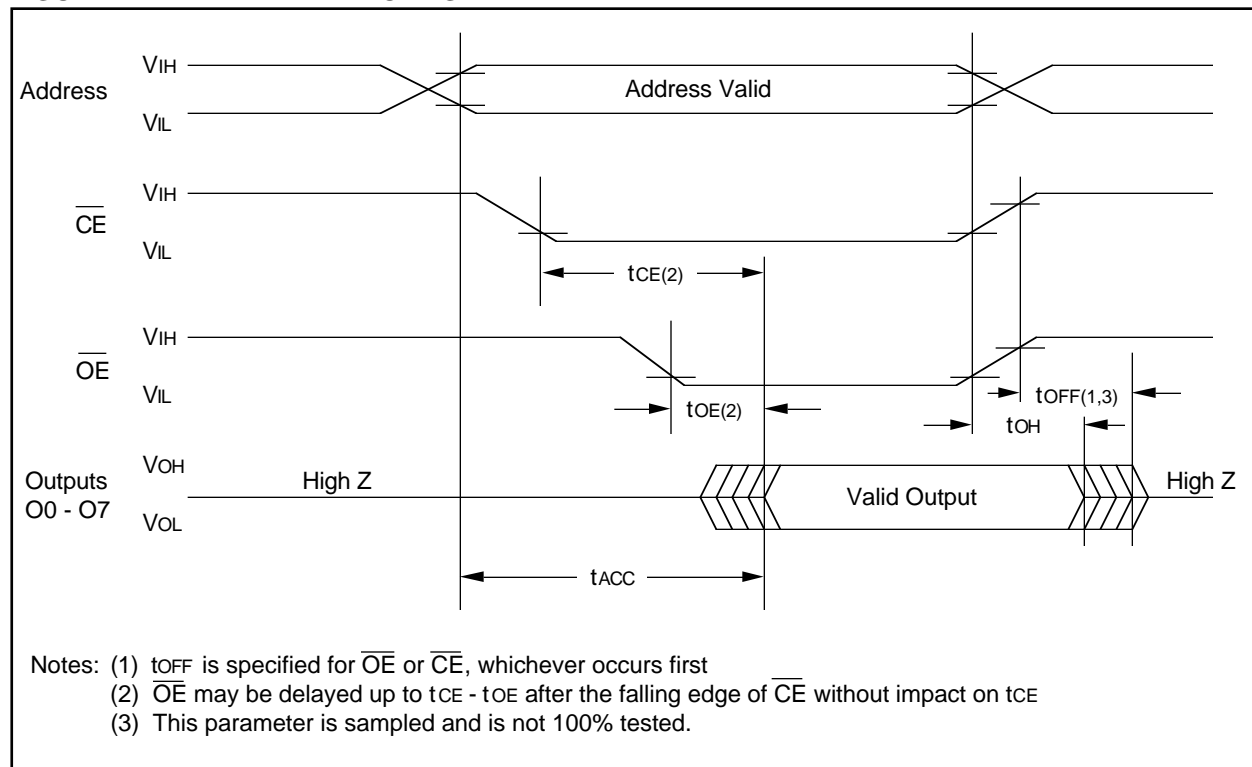 VIH
Address
Address Valid
VIL
VIH
CE
VIL
tCE(2)
VIH
OE
VIL
tOE(2)
tOFF(1,3)
tOH
VOH
Outputs
O0 - O7
High Z
Valid Output
High Z
VOL
tACC
Notes: (1) tOFF is specified for OE or CE, whichever occurs first
(2) OE may be delayed up to tCE - tOE after the falling edge of CE without impact on tCE
(3) This parameter is sampled and is not 100% tested.